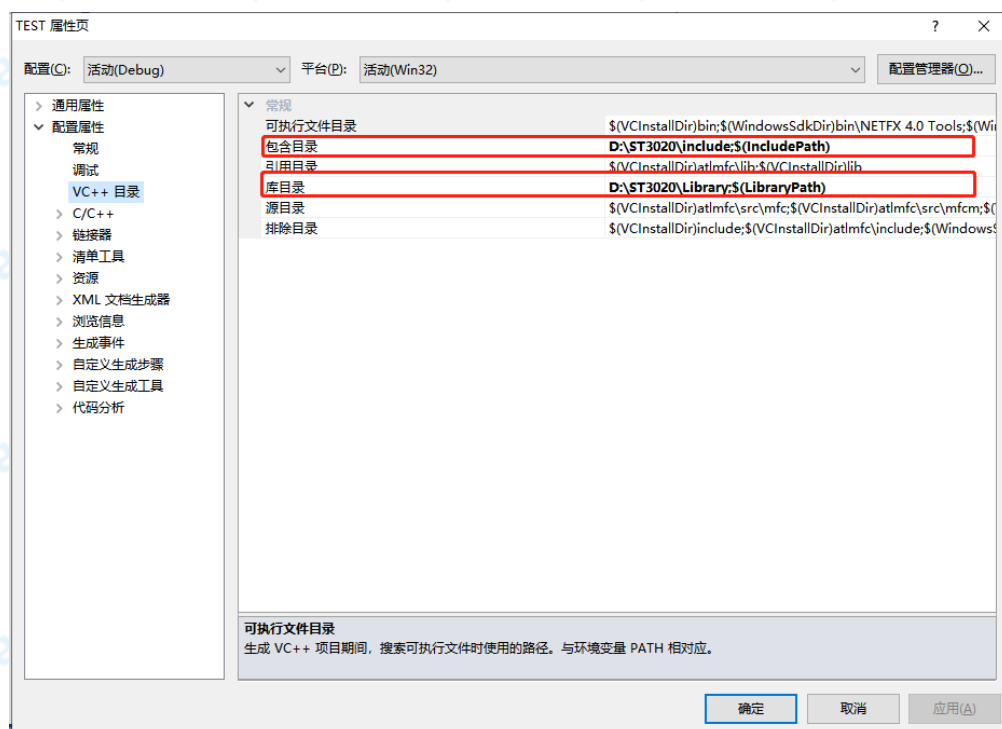 TEST 属性页
配置(C): 活动(Debug) 平台(P): 活动(Win32) 配置管理器(O)...
通用属性
配置属性
常规
调试
VC++ 目录
C/C++
链接器
清单工具
资源
XML 文档生成器
浏览信息
生成事件
自定义生成步骤
自定义生成工具
代码分析
常规
可执行文件目录 $(VCInstallDir)bin;$(WindowsSdkDir)bin\NETFX 4.0 Tools;$(Wi
包含目录 D:\ST3020\include;$(IncludePath)
引用目录 $(VCInstallDir)atlmfc\lib;$(VCInstallDir)lib
库目录 D:\ST3020\Library;$(LibraryPath)
源目录 $(VCInstallDir)atlmfc\src\mfc;$(VCInstallDir)atlmfc\src\mfcm;$(
排除目录 $(VCInstallDir)include;$(VCInstallDir)atlmfc\include;$(Windows
可执行文件目录
生成 VC++ 项目期间，搜索可执行文件时使用的路径。与环境变量 PATH 相对应。
确定 取消 应用(A)